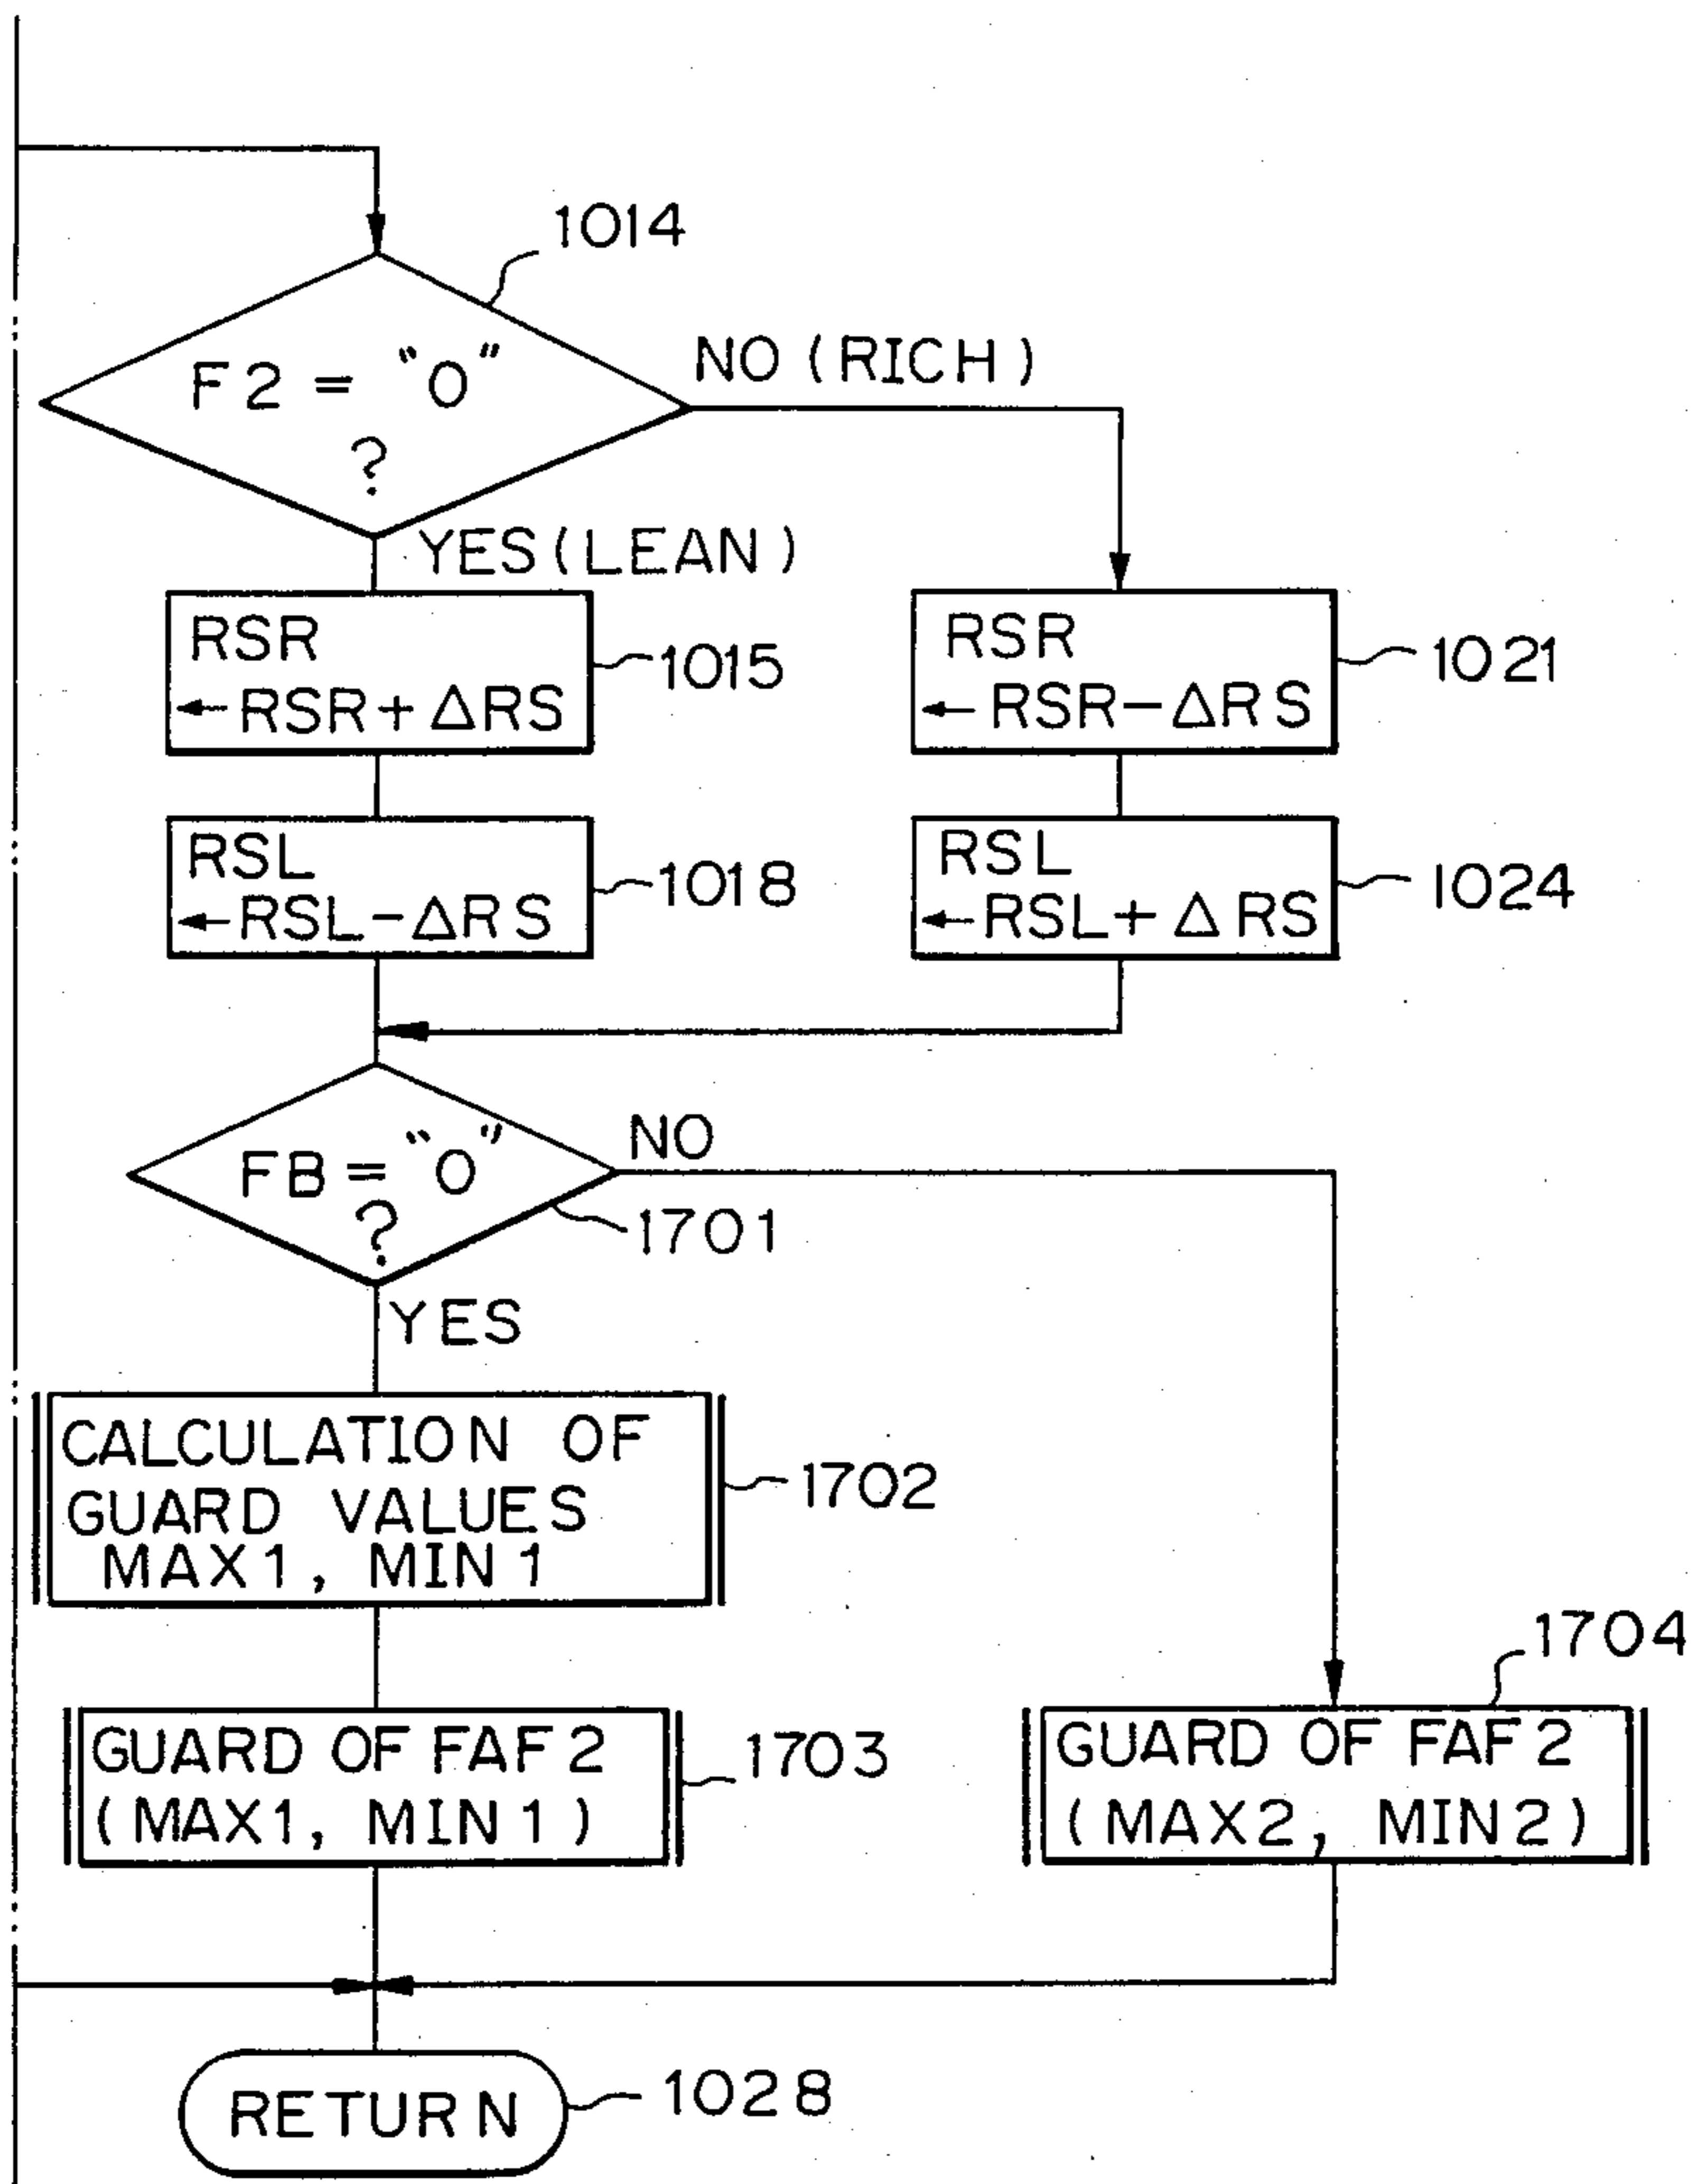 1014
F2 = "0"
?
NO (RICH)
YES (LEAN)
RSR
←RSR+ΔRS
1015
RSR
←RSR−ΔRS
1021
RSL
←RSL−ΔRS
1018
RSL
←RSL+ΔRS
1024
FB = "0"
?
NO
1701
YES
CALCULATION OF
GUARD VALUES
MAX1, MIN1
1702
GUARD OF FAF2
(MAX1, MIN1)
1703
1704
GUARD OF FAF2
(MAX2, MIN2)
RETURN
1028